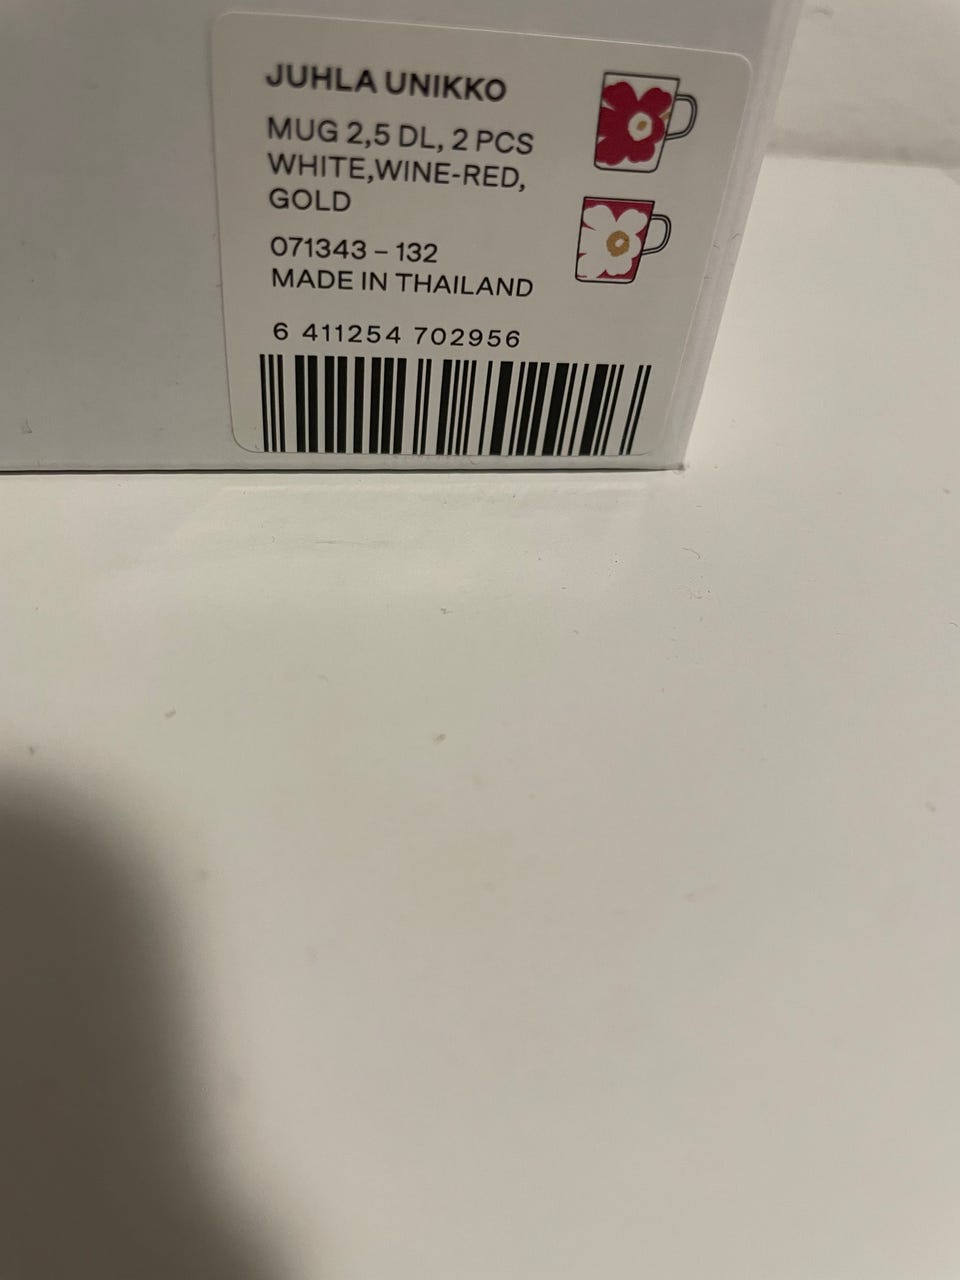 JUHLA UNIKKO
MUG 2,5 DL, 2 PCS
WHITE,WINE-RED,
GOLD
071343 – 132
MADE IN THAILAND
6 411254 702956